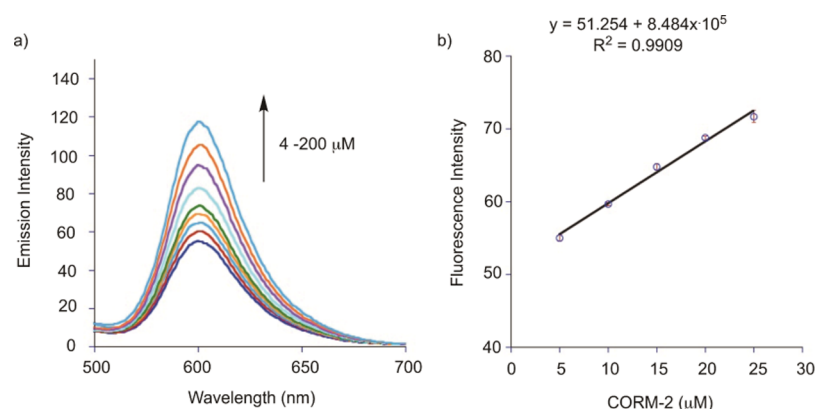 a)
140
120
100
80
60
40
20
0
Emission Intensity
4 -200 μM
500
600
650
700
Wavelength (nm)
b)
y = 51.254 + 8.484x·10⁵
R² = 0.9909
80
70
60
50
40
Fluorescence Intensity
0
5
10
15
20
25
30
CORM-2 (μM)